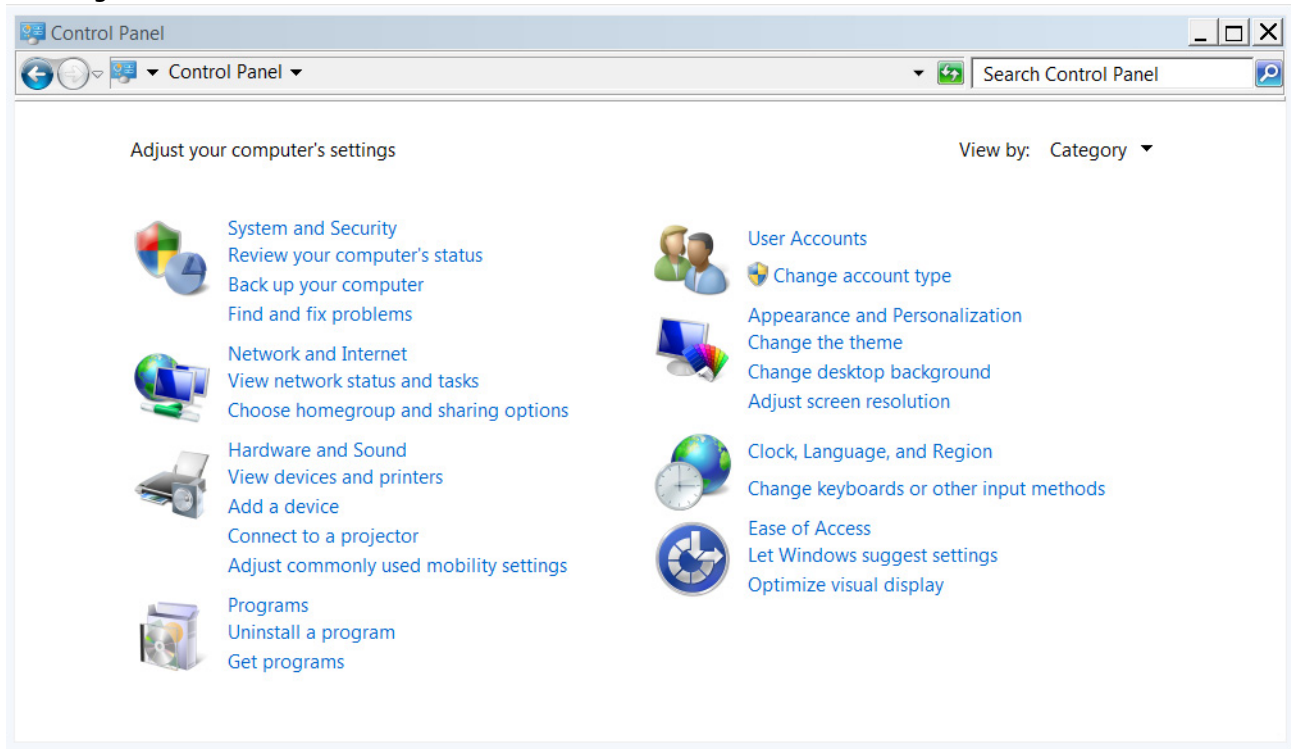 Control Panel
Control Panel
Search Control Panel
Adjust your computer's settings
View by: Category
System and Security
Review your computer's status
Back up your computer
Find and fix problems
Network and Internet
View network status and tasks
Choose homegroup and sharing options
Hardware and Sound
View devices and printers
Add a device
Connect to a projector
Adjust commonly used mobility settings
Programs
Uninstall a program
Get programs
User Accounts
Change account type
Appearance and Personalization
Change the theme
Change desktop background
Adjust screen resolution
Clock, Language, and Region
Change keyboards or other input methods
Ease of Access
Let Windows suggest settings
Optimize visual display